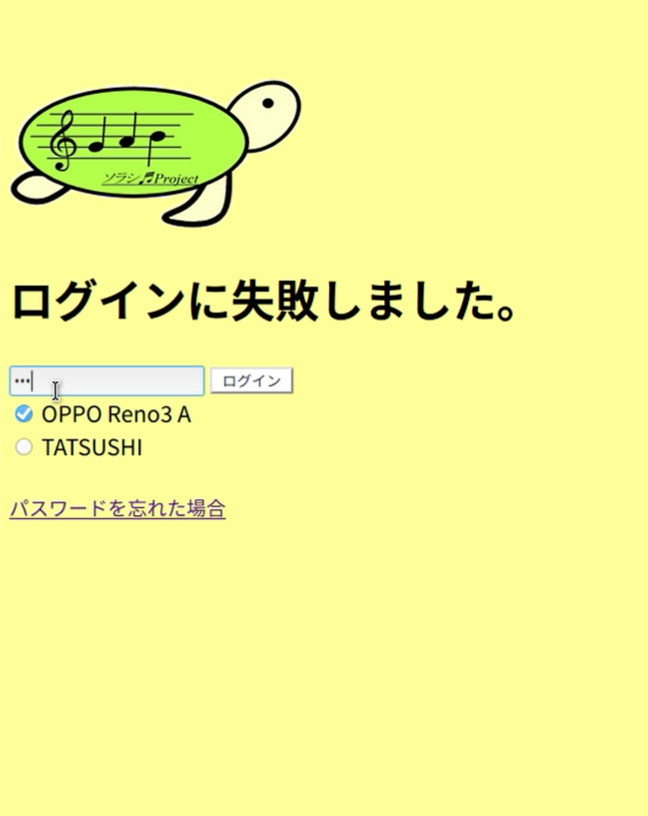 ソラシ♬Project
ログインに失敗しました。
•••
ログイン
OPPO Reno3 A
TATSUSHI
パスワードを忘れた場合